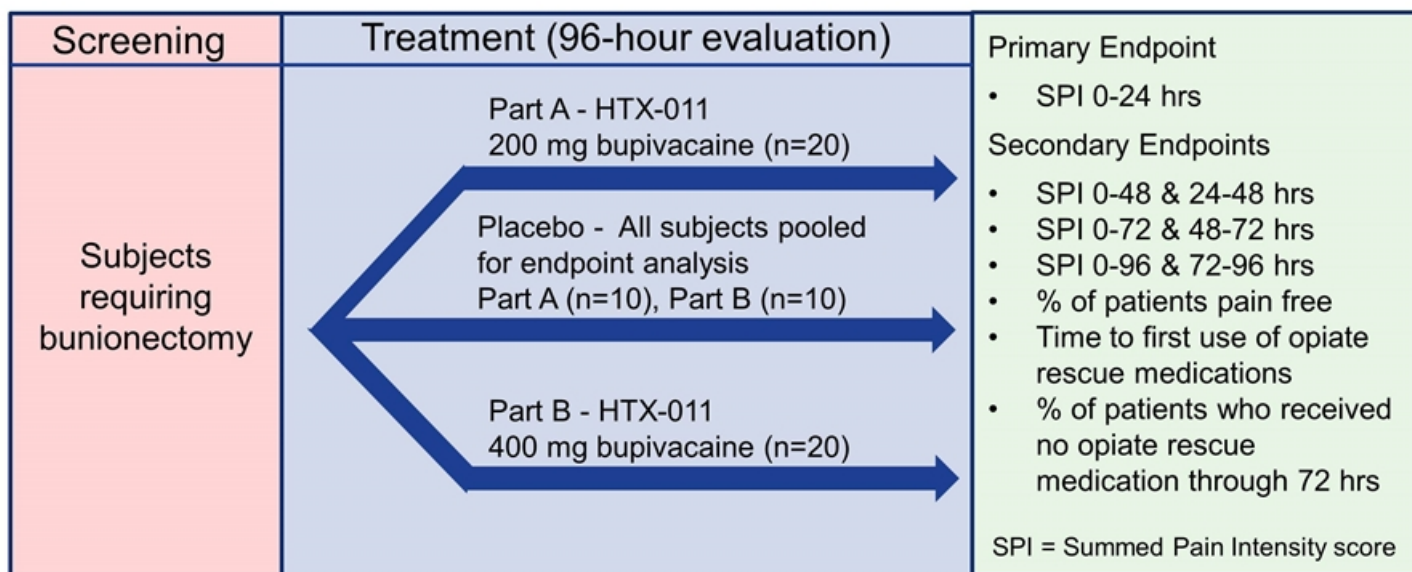 Screening
Treatment (96-hour evaluation)
Subjects
requiring
bunionectomy
Part A - HTX-011
200 mg bupivacaine (n=20)
Placebo - All subjects pooled
for endpoint analysis
Part A (n=10), Part B (n=10)
Part B - HTX-011
400 mg bupivacaine (n=20)
Primary Endpoint
• SPI 0-24 hrs
Secondary Endpoints
• SPI 0-48 & 24-48 hrs
• SPI 0-72 & 48-72 hrs
• SPI 0-96 & 72-96 hrs
• % of patients pain free
• Time to first use of opiate
rescue medications
• % of patients who received
no opiate rescue
medication through 72 hrs
SPI = Summed Pain Intensity score